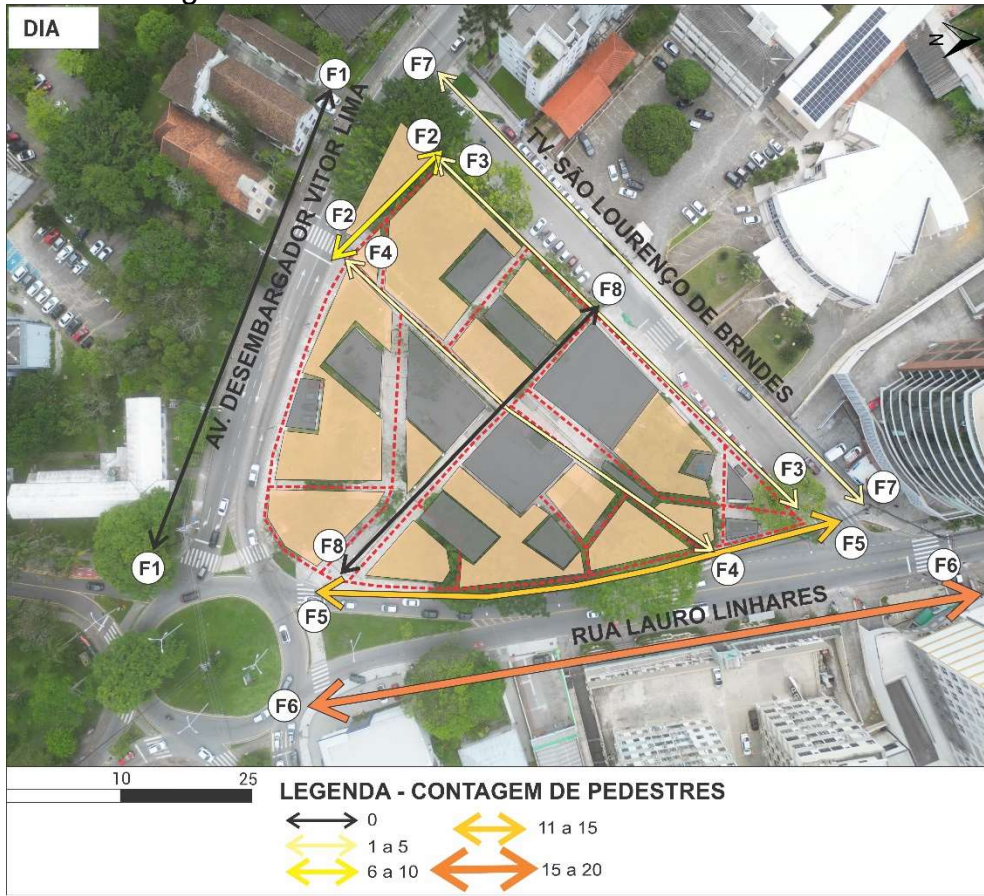 DIA
N
F1
F7
F2
F3
TV. SÃO LOURENÇO DE BRINDES
AV. DESEMBARGADOR VITOR LIMA
F2
F4
F8
F3
F7
F8
F5
F4
F1
F6
F5
RUA LAURO LINHARES
F6
10 25
LEGENDA - CONTAGEM DE PEDESTRES
0
11 a 15
1 a 5
6 a 10
15 a 20